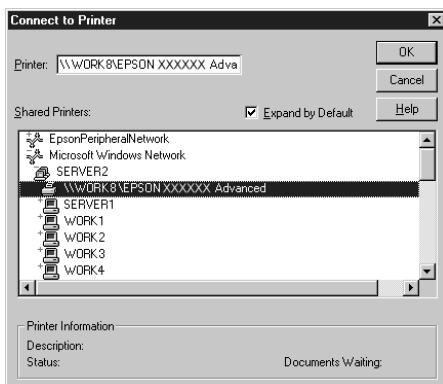 Connect to Printer
Printer: \\WORK8\EPSON XXXXXX Adva
OK
Cancel
Help
Shared Printers:
Expand by Default
EpsonPeripheralNetwork
Microsoft Windows Network
SERVER2
\\WORK8\EPSON XXXXXX Advanced
SERVER1
WORK1
WORK2
WORK3
WORK4
Printer Information
Description:
Status:
Documents Waiting: